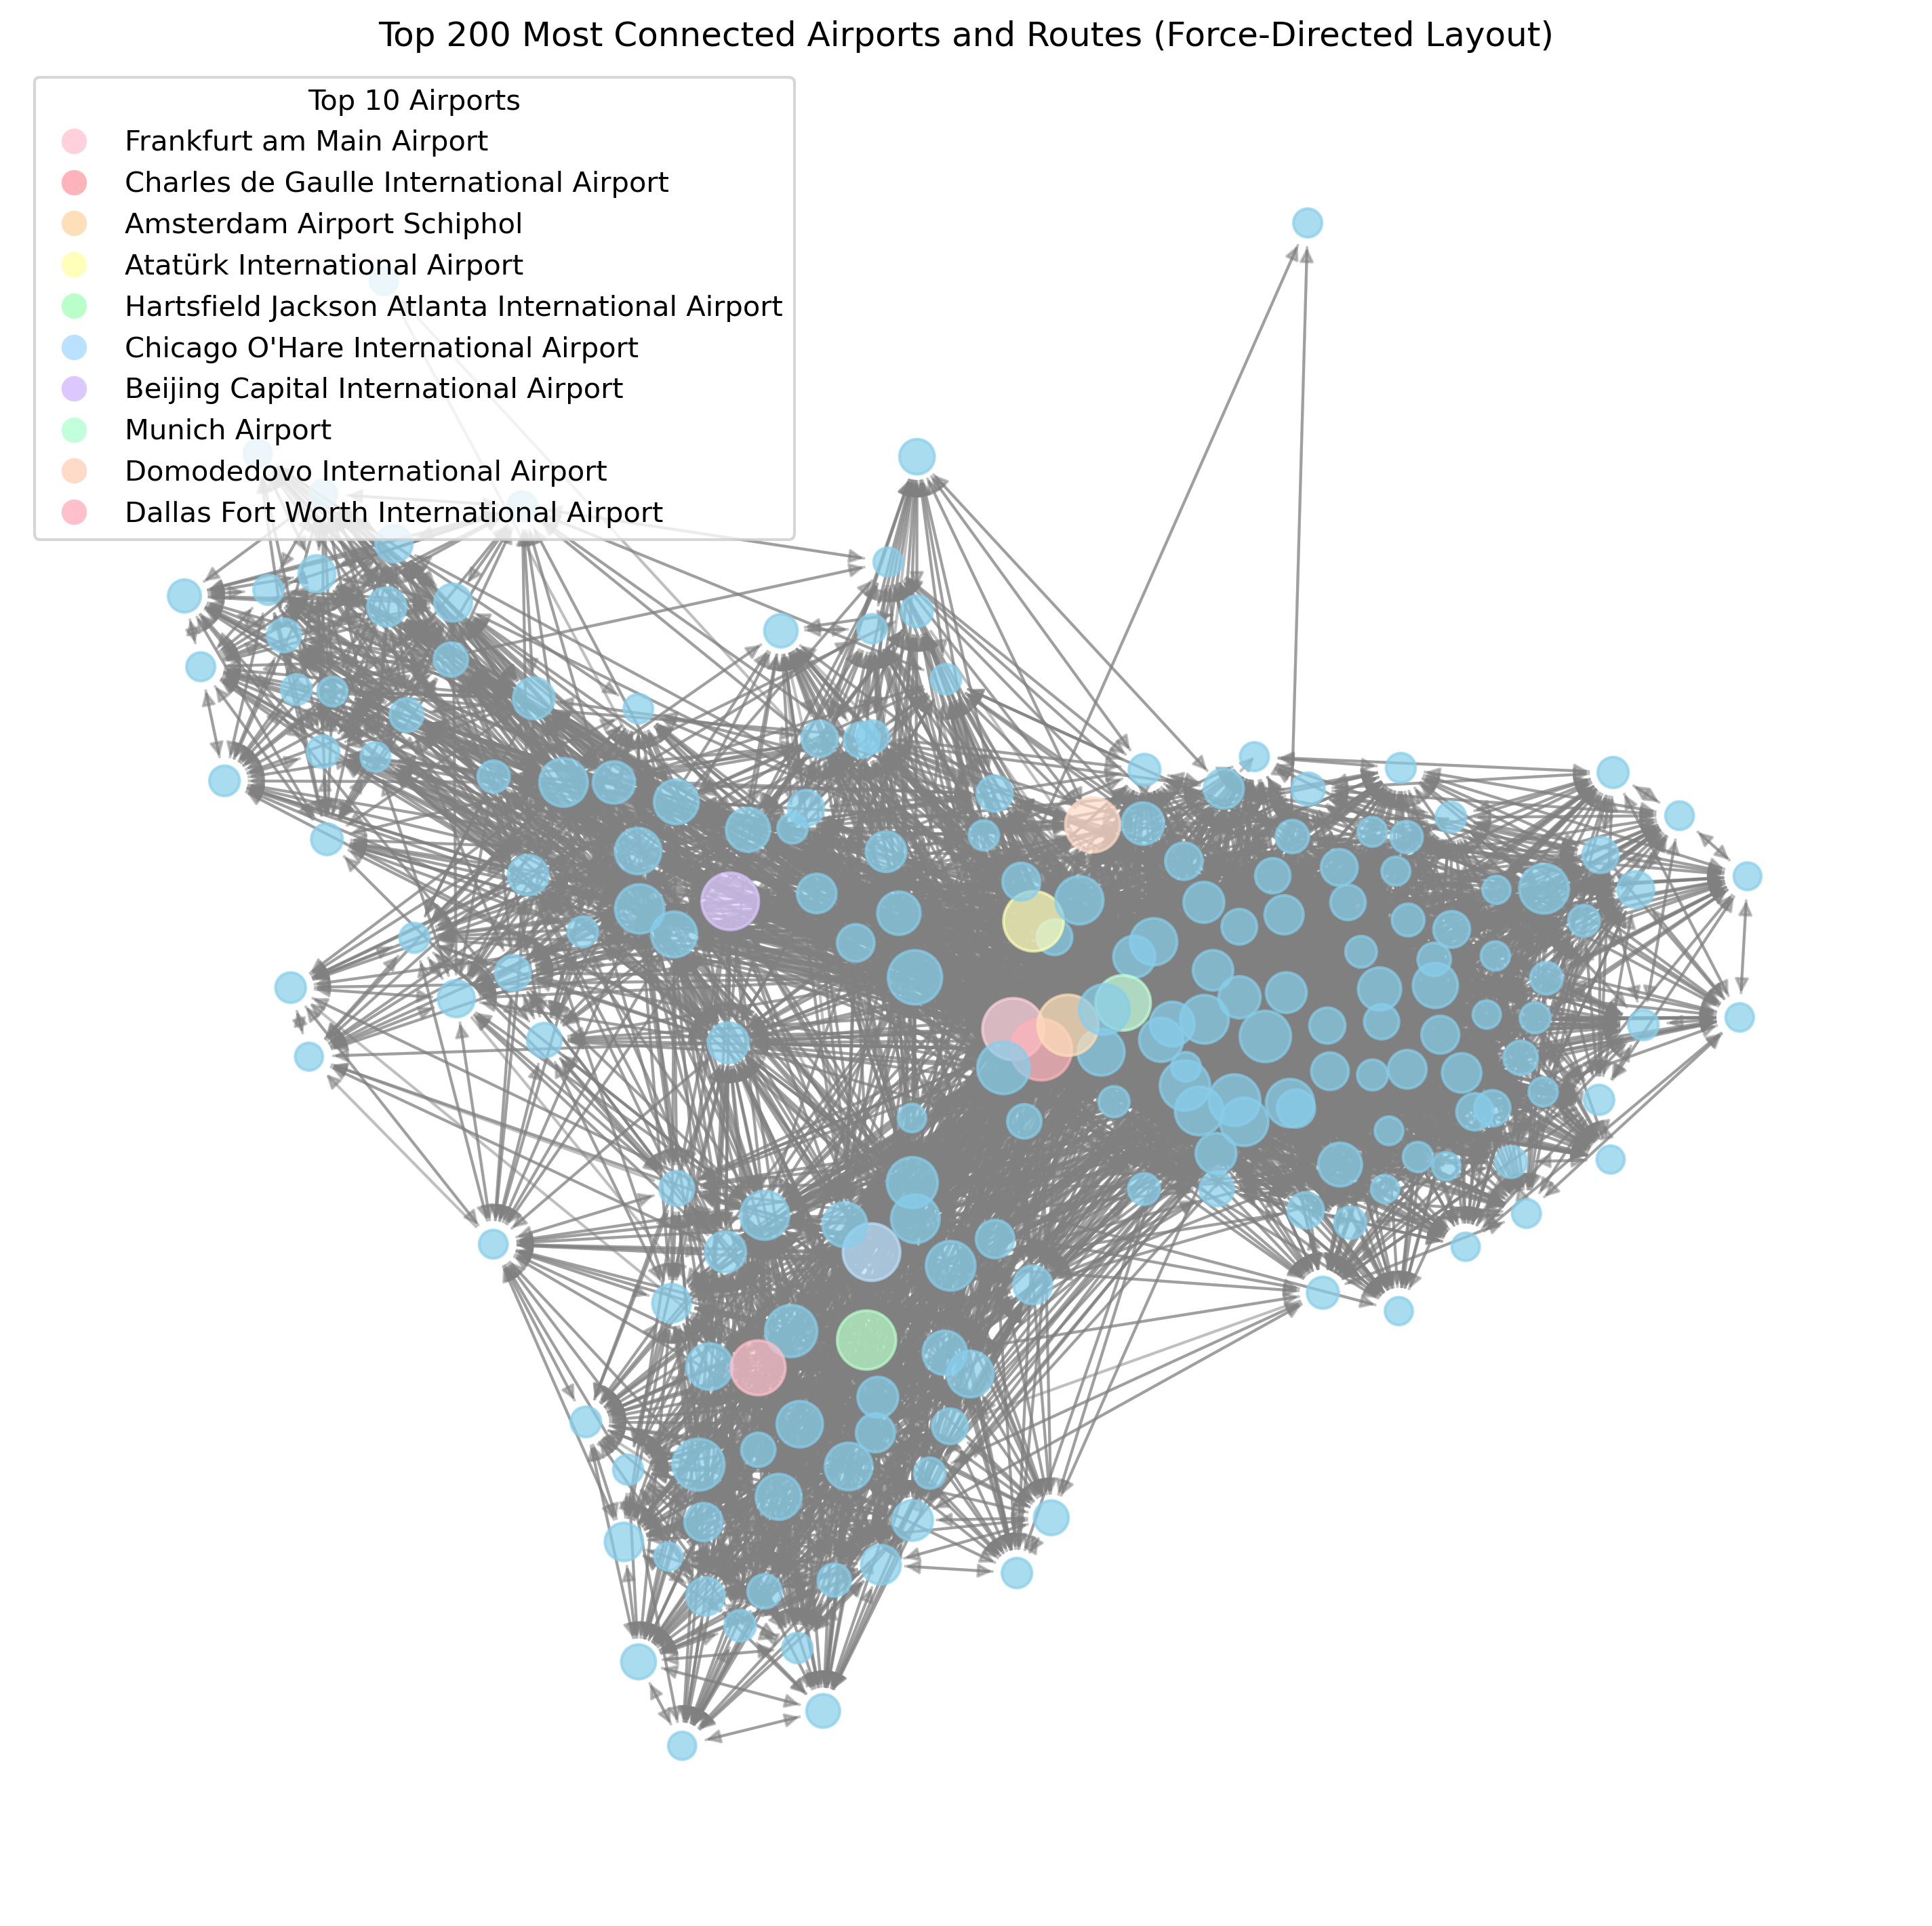 Top 200 Most Connected Airports and Routes (Force-Directed Layout)
Top 10 Airports
Frankfurt am Main Airport
Charles de Gaulle International Airport
Amsterdam Airport Schiphol
Atatürk International Airport
Hartsfield Jackson Atlanta International Airport
Chicago O'Hare International Airport
Beijing Capital International Airport
Munich Airport
Domodedovo International Airport
Dallas Fort Worth International Airport